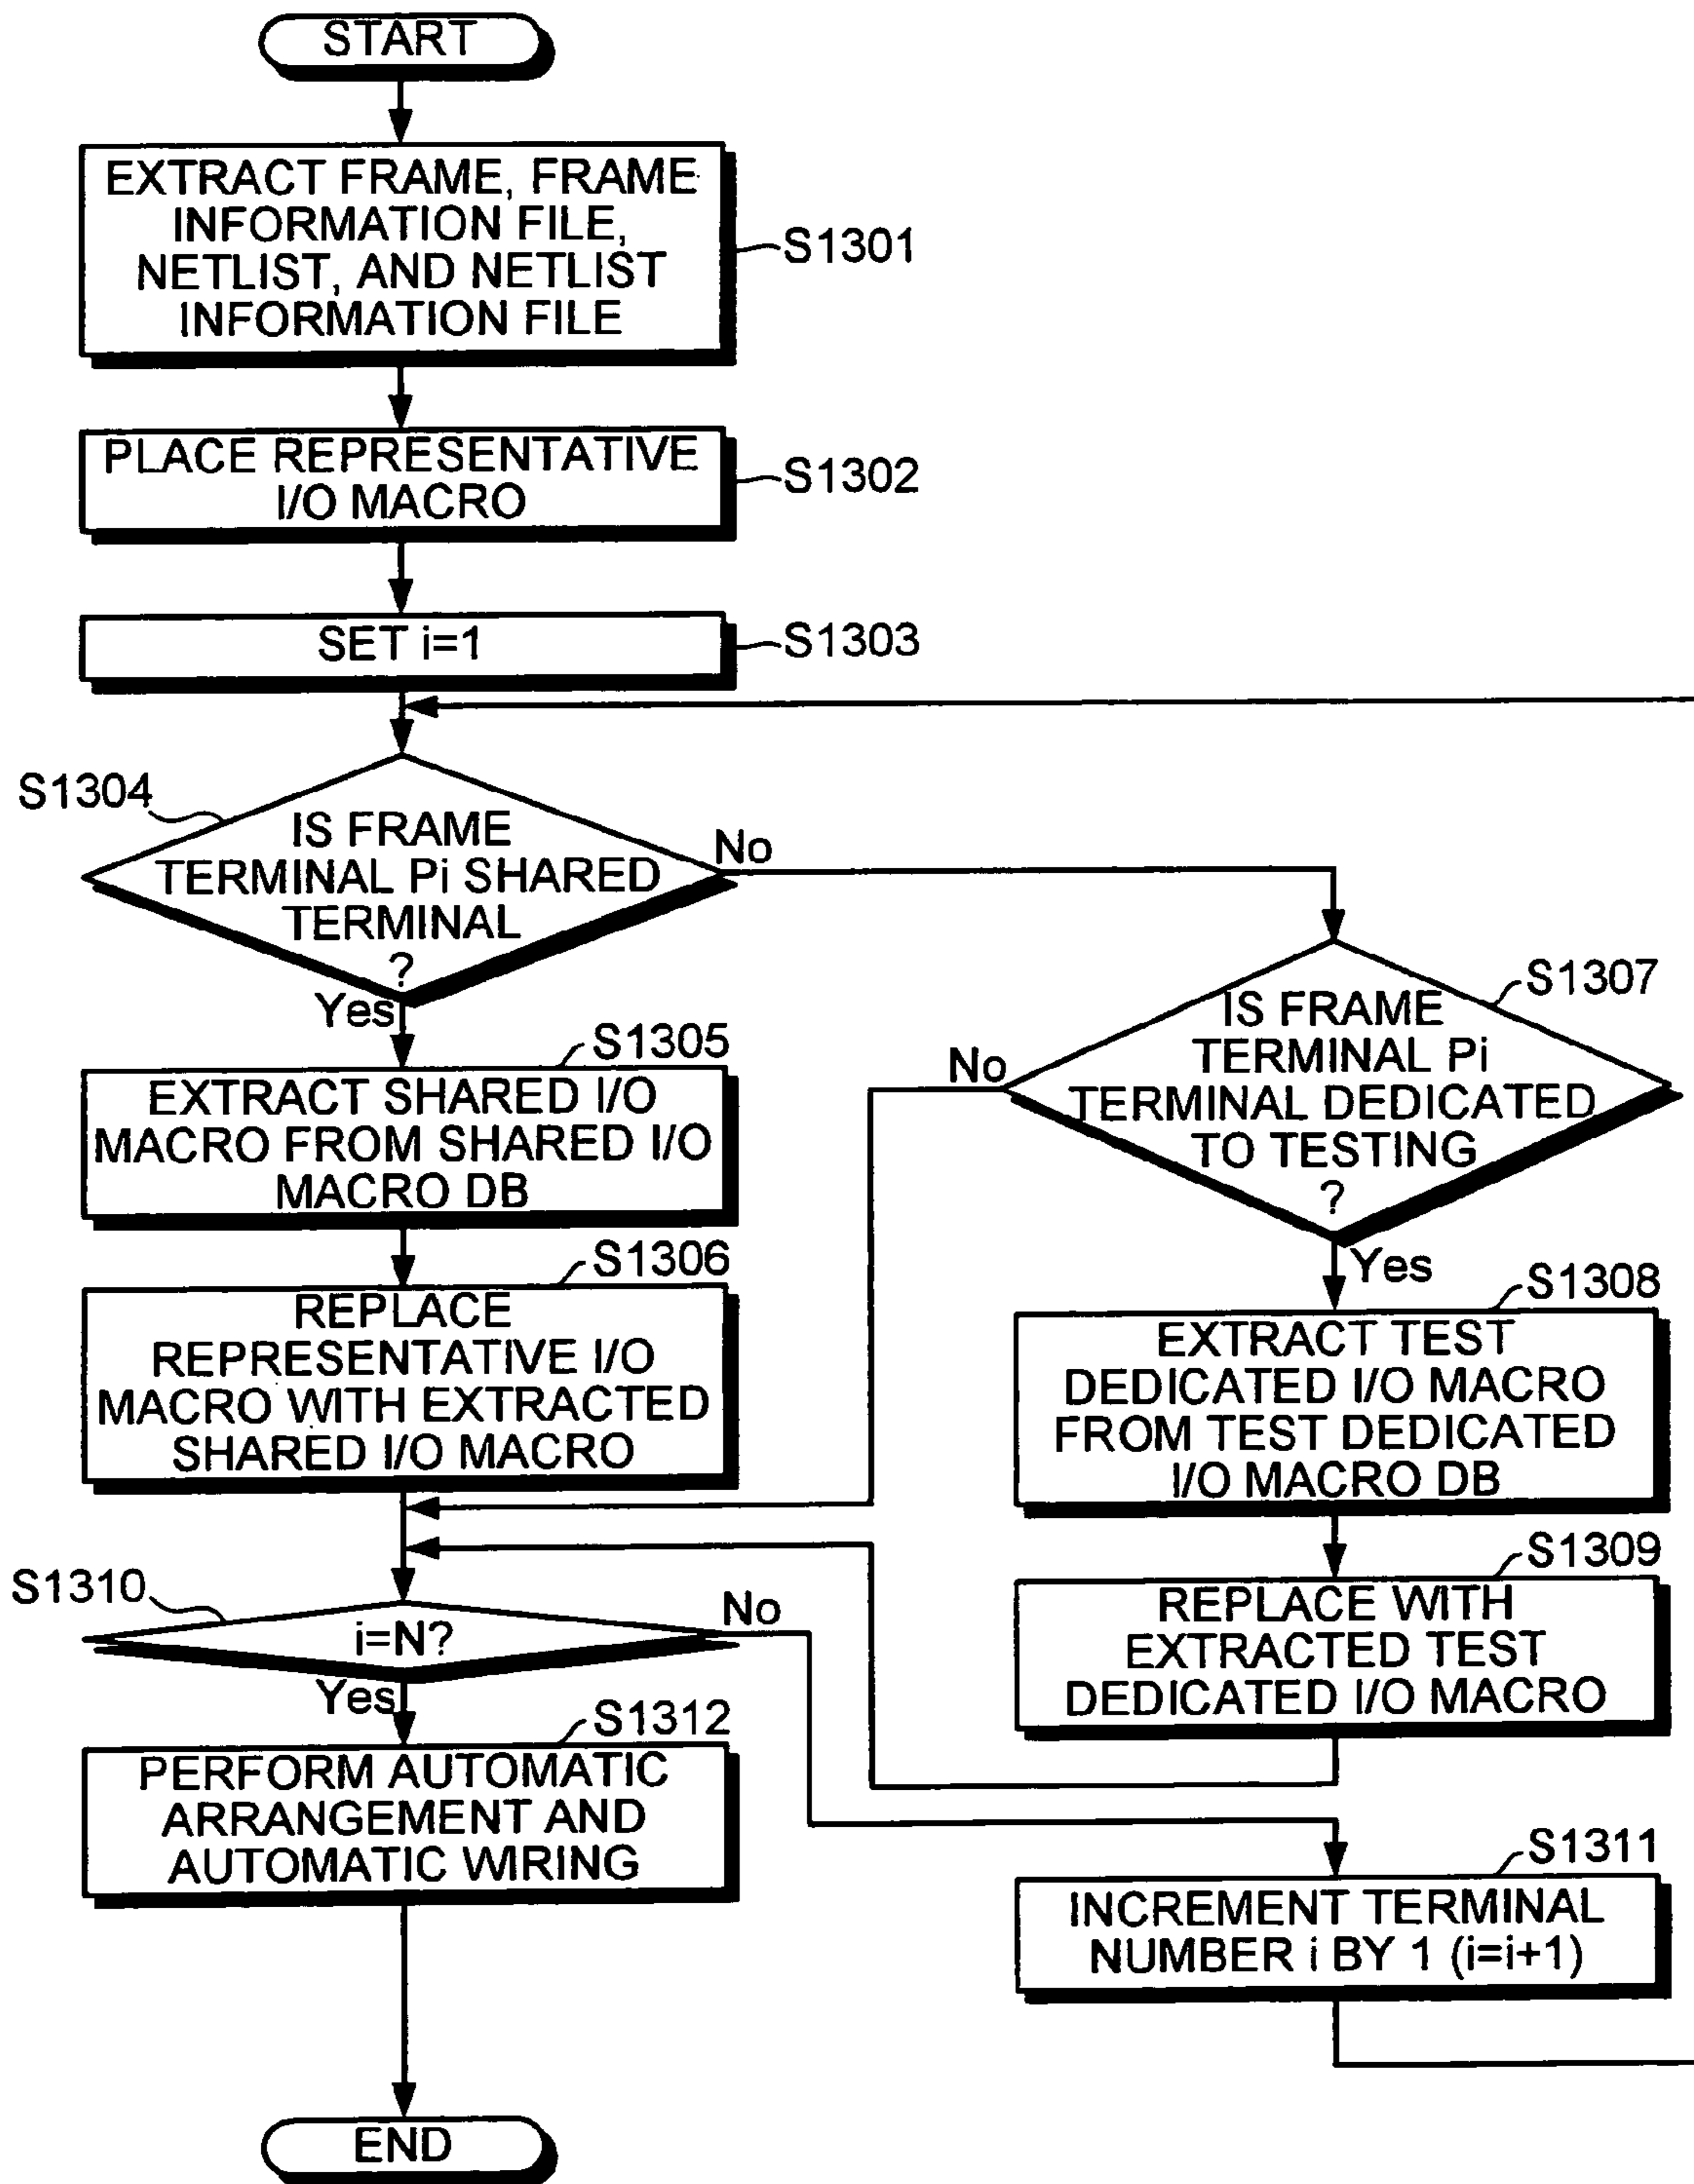 START
EXTRACT FRAME, FRAME
INFORMATION FILE,
NETLIST, AND NETLIST
INFORMATION FILE
S1301
PLACE REPRESENTATIVE
I/O MACRO
S1302
SET i=1
S1303
S1304
IS FRAME
TERMINAL Pi SHARED
TERMINAL
?
No
Yes
S1305
EXTRACT SHARED I/O
MACRO FROM SHARED I/O
MACRO DB
S1306
REPLACE
REPRESENTATIVE I/O
MACRO WITH EXTRACTED
SHARED I/O MACRO
S1307
IS FRAME
TERMINAL Pi
TERMINAL DEDICATED
TO TESTING
?
No
Yes
S1308
EXTRACT TEST
DEDICATED I/O MACRO
FROM TEST DEDICATED
I/O MACRO DB
S1309
REPLACE WITH
EXTRACTED TEST
DEDICATED I/O MACRO
S1310
i=N?
No
Yes
S1311
INCREMENT TERMINAL
NUMBER i BY 1 (i=i+1)
S1312
PERFORM AUTOMATIC
ARRANGEMENT AND
AUTOMATIC WIRING
END